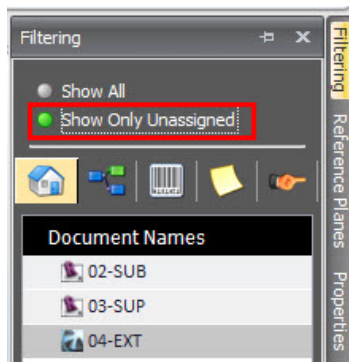 Filtering
Show All
Show Only Unassigned
Document Names
02-SUB
03-SUP
04-EXT
Filtering
Reference Planes
Properties